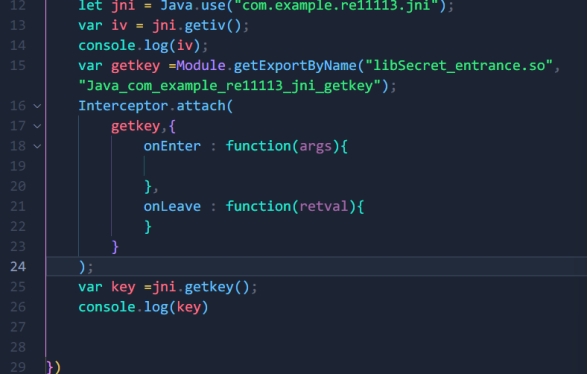 12 let jni = Java.use("com.example.re11113.jni");
13 var iv = jni.getiv();
14 console.log(iv);
15 var getkey =Module.getExportByName("libSecret_entrance.so",
"Java_com_example_re11113_jni_getkey");
16 Interceptor.attach(
17 getkey,{
18 onEnter : function(args){
19
20 },
21 onLeave : function(retval){
22 }
23 }
24 );
25 var key =jni.getkey();
26 console.log(key)
27
28
29 })